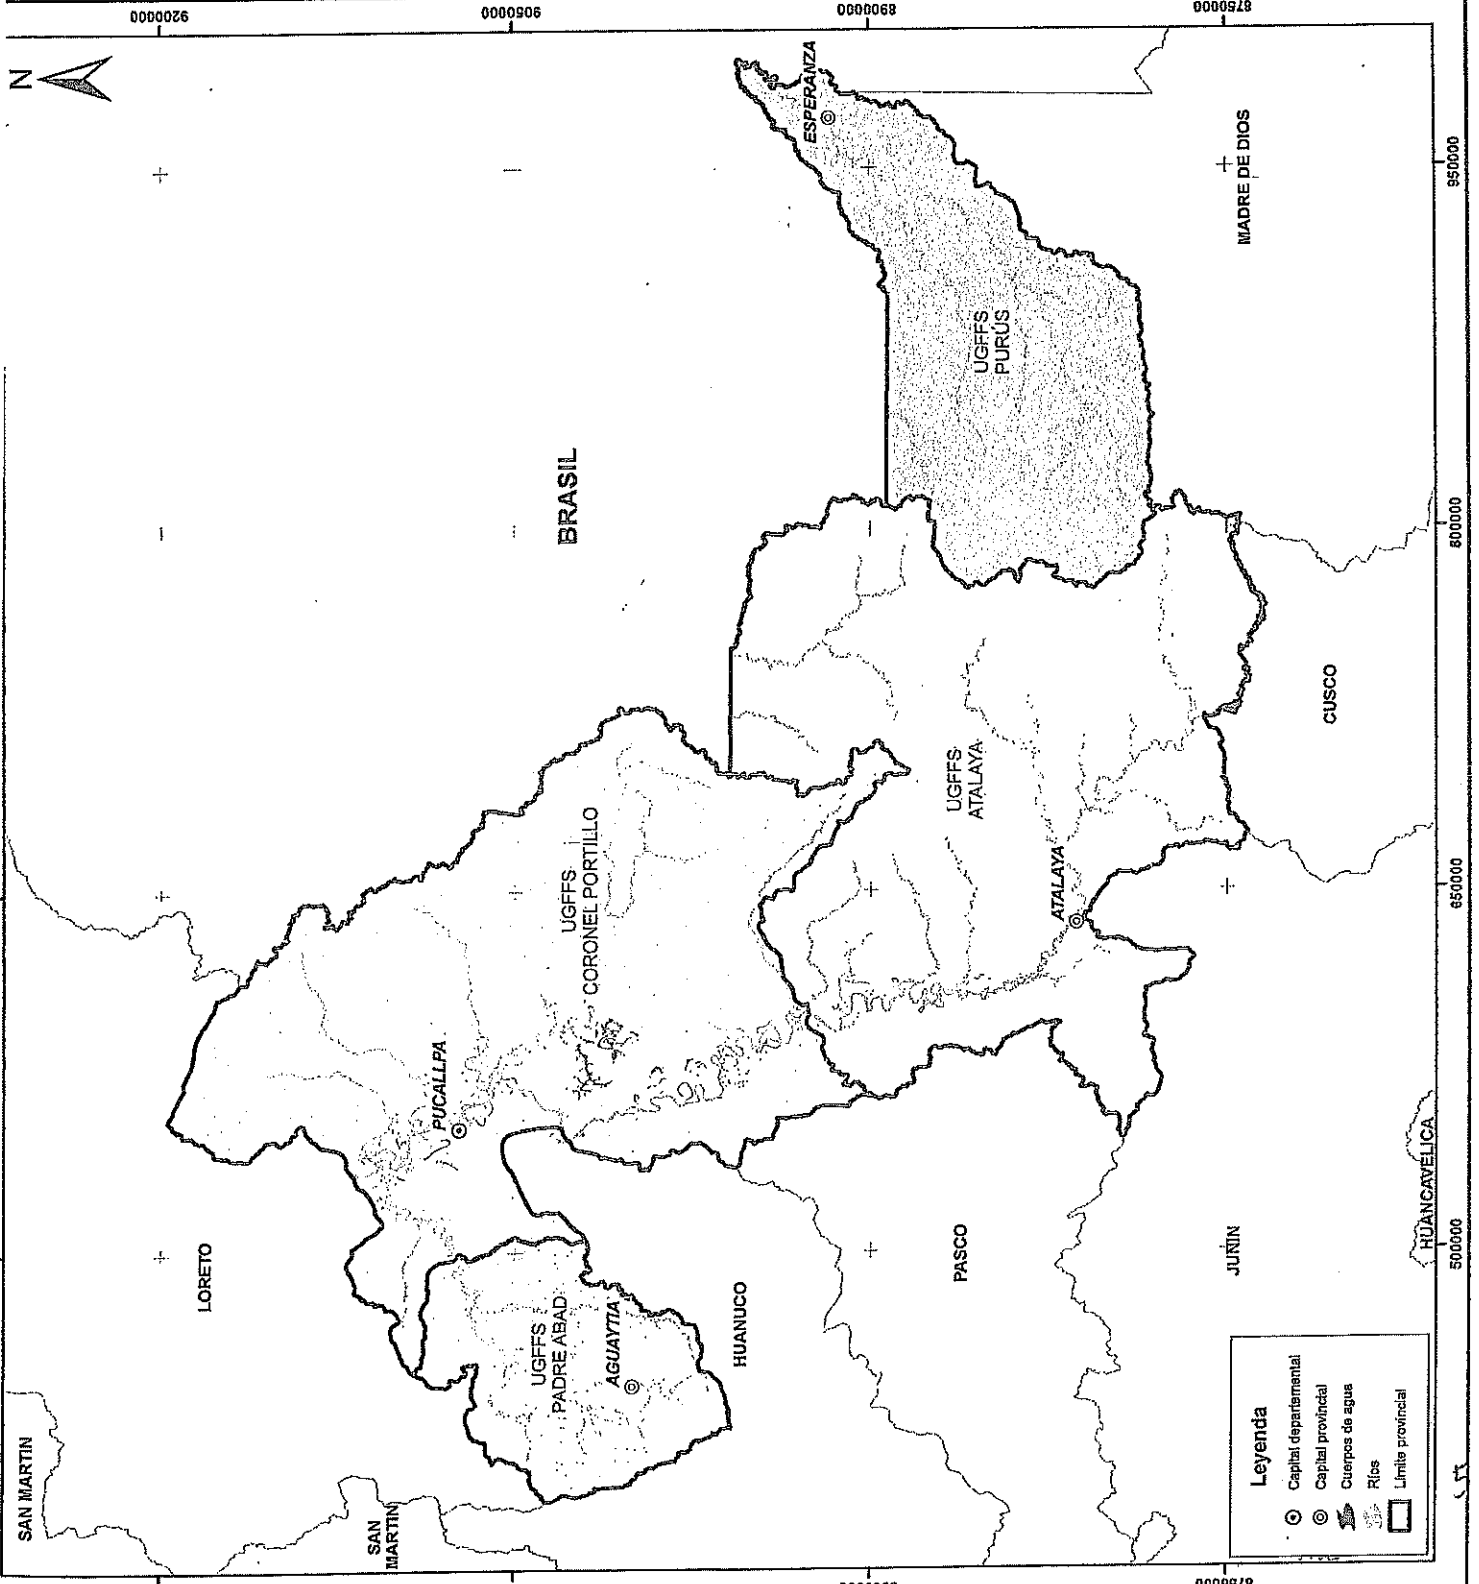 9200000
9050000
8900000
8750000
N
ESPERANZA
950000
MADRE DE DIOS
UGFFS
PURÚS
BRASIL
800000
CUSCO
UGFFS
CORONEL PORTILLO
UGFFS
ATALAYA
ATALAYA
650000
PUCALLPA
LORETO
UGFFS
PADRE ABAD
AGUAYTIA
HUANUCO
PASCO
JUNIN
HUANCAVELICA
500000
SAN MARTIN
SAN
MARTIN
Leyenda
Capital departamental
Capital provincial
Cuerpos de agua
Ríos
Límite provincial